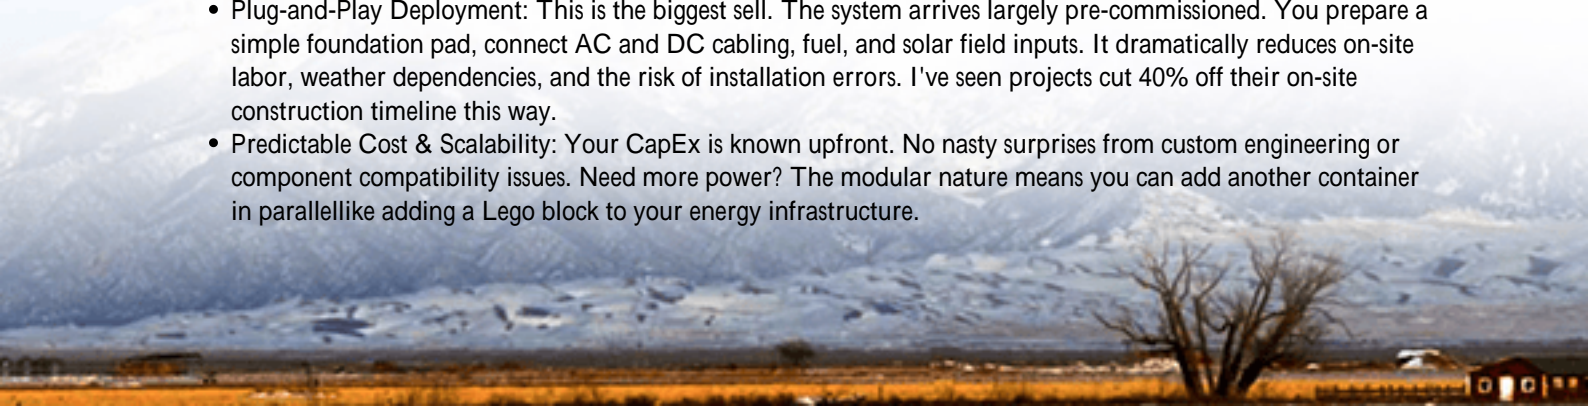 • Plug-and-Play Deployment: This is the biggest sell. The system arrives largely pre-commissioned. You prepare a
simple foundation pad, connect AC and DC cabling, fuel, and solar field inputs. It dramatically reduces on-site
labor, weather dependencies, and the risk of installation errors. I've seen projects cut 40% off their on-site
construction timeline this way.
• Predictable Cost & Scalability: Your CapEx is known upfront. No nasty surprises from custom engineering or
component compatibility issues. Need more power? The modular nature means you can add another container
in parallellike adding a Lego block to your energy infrastructure.